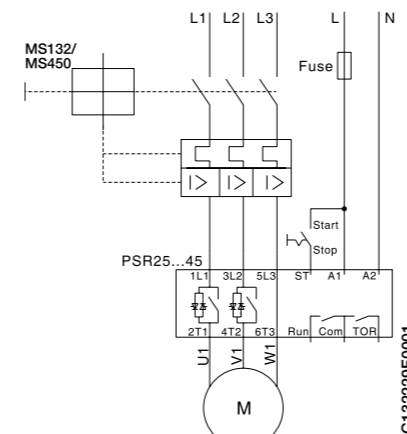 L1 L2 L3 L N
MS132/
MS450
Fuse
I> I> I>
Start
Stop
PSR25...45
1L1 3L2 5L3 ST A1 A2
2T1 4T2 6T3 Run Com TOR
U1 V1 W1
M